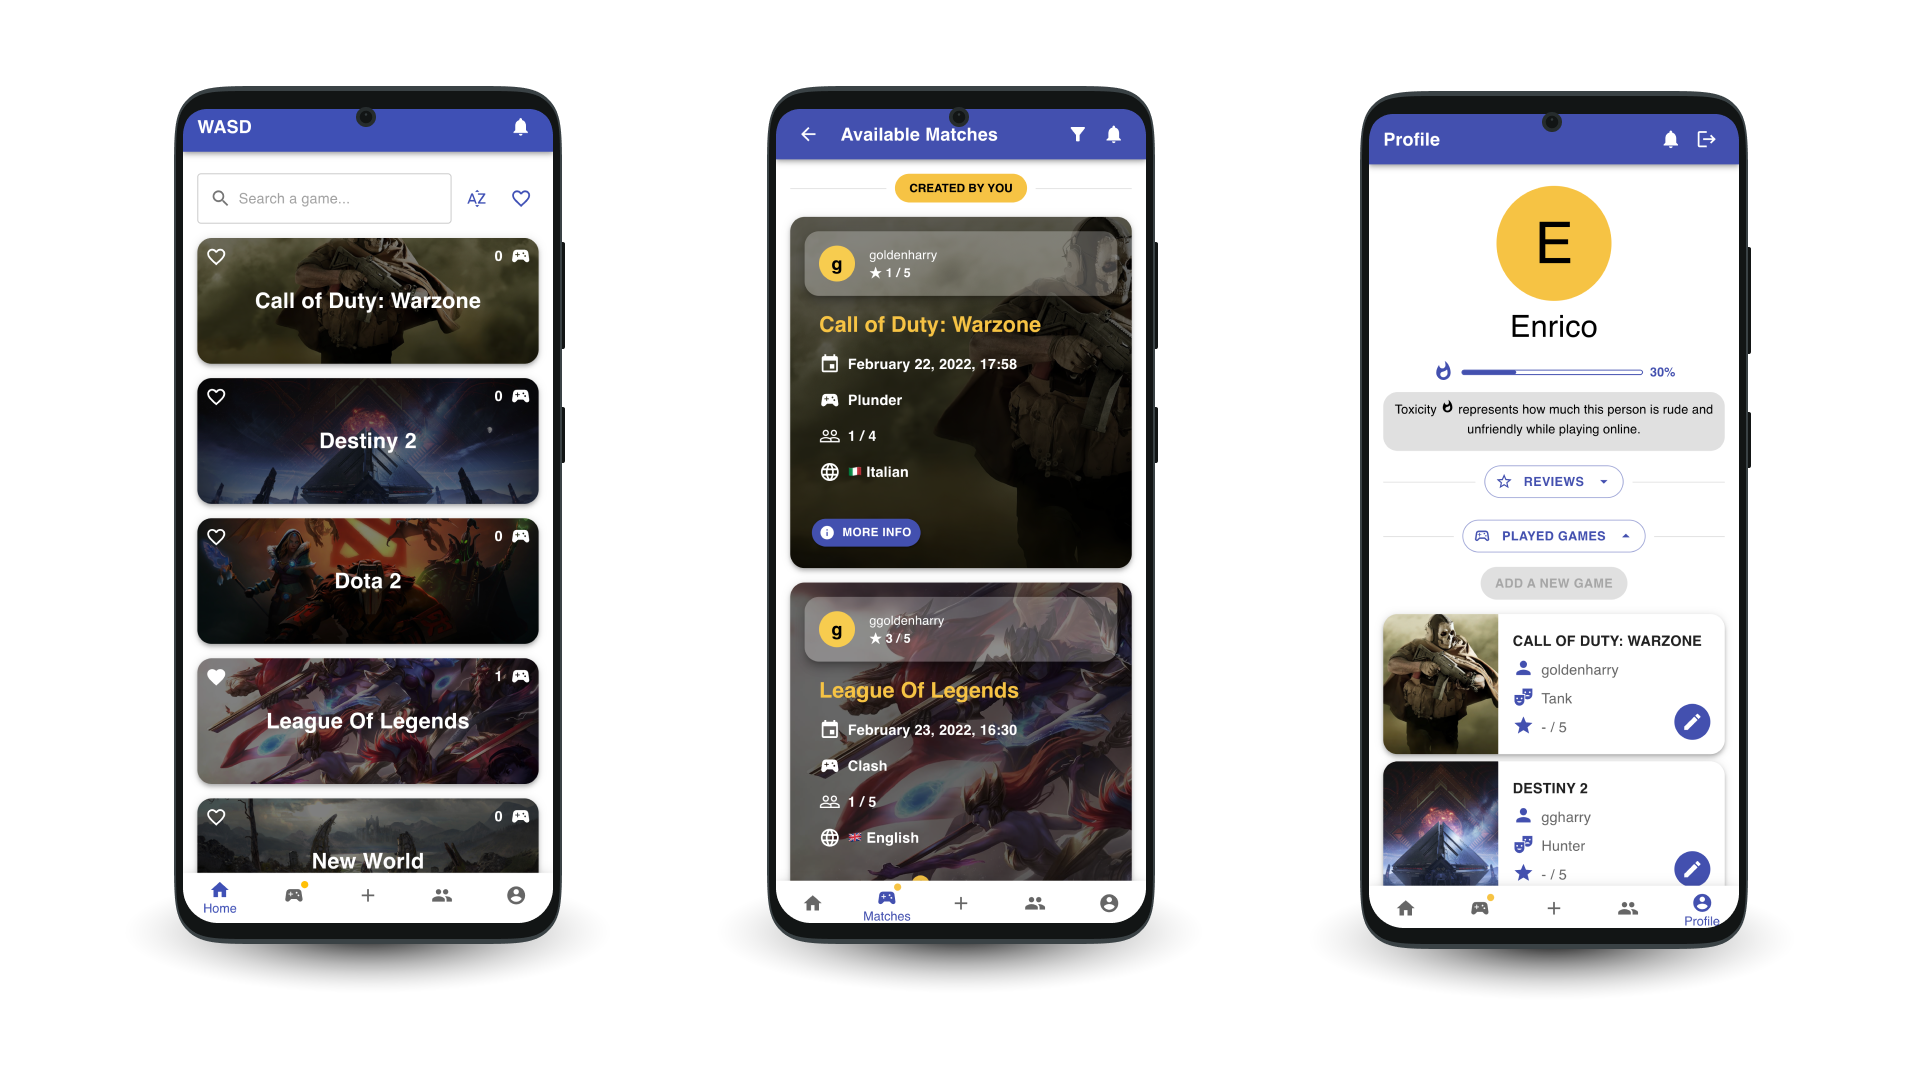 WASD
Search a game...
AZ
0
Call of Duty: Warzone
0
Destiny 2
0
Dota 2
1
League Of Legends
0
New World
Home
Available Matches
CREATED BY YOU
g
goldenharry
1 / 5
Call of Duty: Warzone
February 22, 2022, 17:58
Plunder
1 / 4
Italian
MORE INFO
g
ggoldenharry
3 / 5
League Of Legends
February 23, 2022, 16:30
Clash
1 / 5
English
Matches
Profile
E
Enrico
30%
Toxicity represents how much this person is rude and
unfriendly while playing online.
REVIEWS
PLAYED GAMES
ADD A NEW GAME
CALL OF DUTY: WARZONE
goldenharry
Tank
- / 5
DESTINY 2
ggharry
Hunter
- / 5
Profile